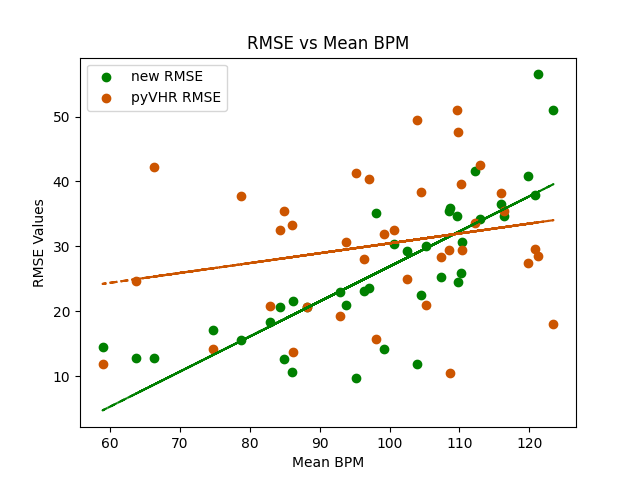 RMSE vs Mean BPM
new RMSE
pyVHR RMSE
RMSE Values
50
40
30
20
10
60 70 80 90 100 110 120
Mean BPM